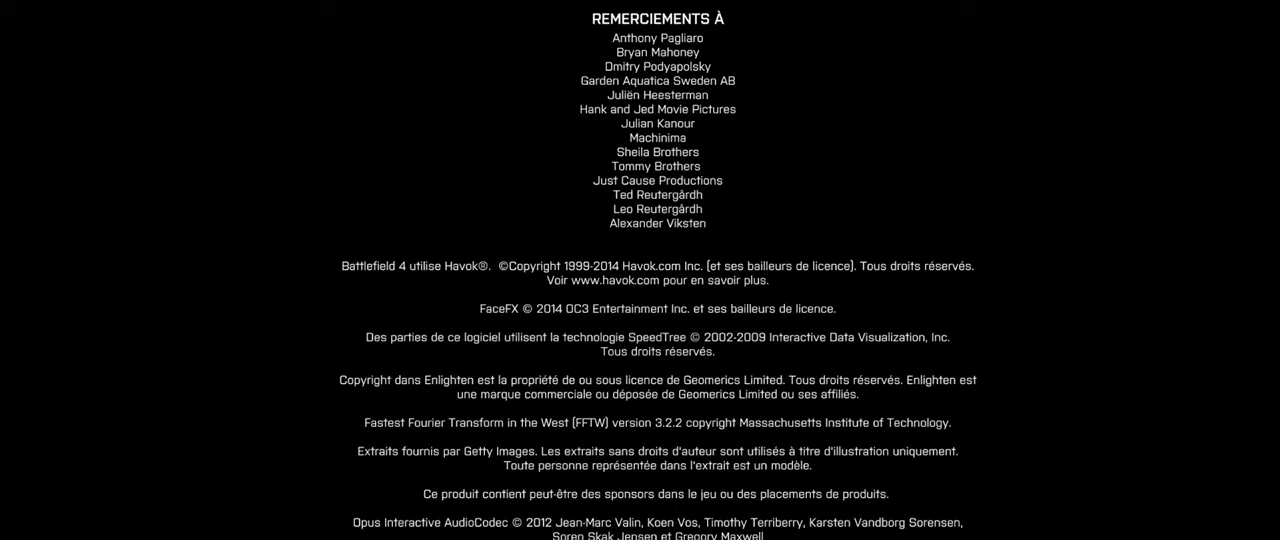 REMERCIEMENTS À
Anthony Pagliaro
Bryan Mahoney
Dmitry Podyapolsky
Garden Aquatica Sweden AB
Juliën Heesterman
Hank and Jed Movie Pictures
Julian Kanour
Machinima
Sheila Brothers
Tommy Brothers
Just Cause Productions
Ted Reutergårdh
Leo Reutergårdh
Alexander Viksten
Battlefield 4 utilise Havok®. ©Copyright 1999-2014 Havok.com Inc. (et ses bailleurs de licence). Tous droits réservés.
Voir www.havok.com pour en savoir plus.
FaceFX © 2014 OC3 Entertainment Inc. et ses bailleurs de licence.
Des parties de ce logiciel utilisent la technologie SpeedTree © 2002-2009 Interactive Data Visualization, Inc.
Tous droits réservés.
Copyright dans Enlighten est la propriété de ou sous licence de Geomerics Limited. Tous droits réservés. Enlighten est
une marque commerciale ou déposée de Geomerics Limited ou ses affiliés.
Fastest Fourier Transform in the West (FFTW) version 3.2.2 copyright Massachusetts Institute of Technology.
Extraits fournis par Getty Images. Les extraits sans droits d'auteur sont utilisés à titre d'illustration uniquement.
Toute personne représentée dans l'extrait est un modèle.
Ce produit contient peut-être des sponsors dans le jeu ou des placements de produits.
Opus Interactive AudioCodec © 2012 Jean-Marc Valin, Koen Vos, Timothy Terriberry, Karsten Vandborg Sorensen,
Soren Skak Jensen et Gregory Maxwell